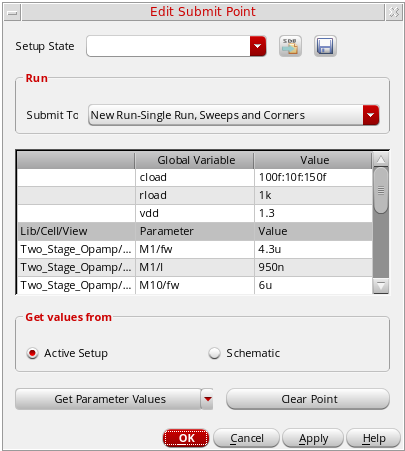 Edit Submit Point
Setup State
SDB
Run
Submit To New Run-Single Run, Sweeps and Corners
Global Variable Value
cload 100f:10f:150f
rload 1k
vdd 1.3
Lib/Cell/View Parameter Value
Two_Stage_Opamp/... M1/fw 4.3u
Two_Stage_Opamp/... M1/l 950n
Two_Stage_Opamp/... M10/fw 6u
Get values from
Active Setup Schematic
Get Parameter Values Clear Point
OK Cancel Apply Help